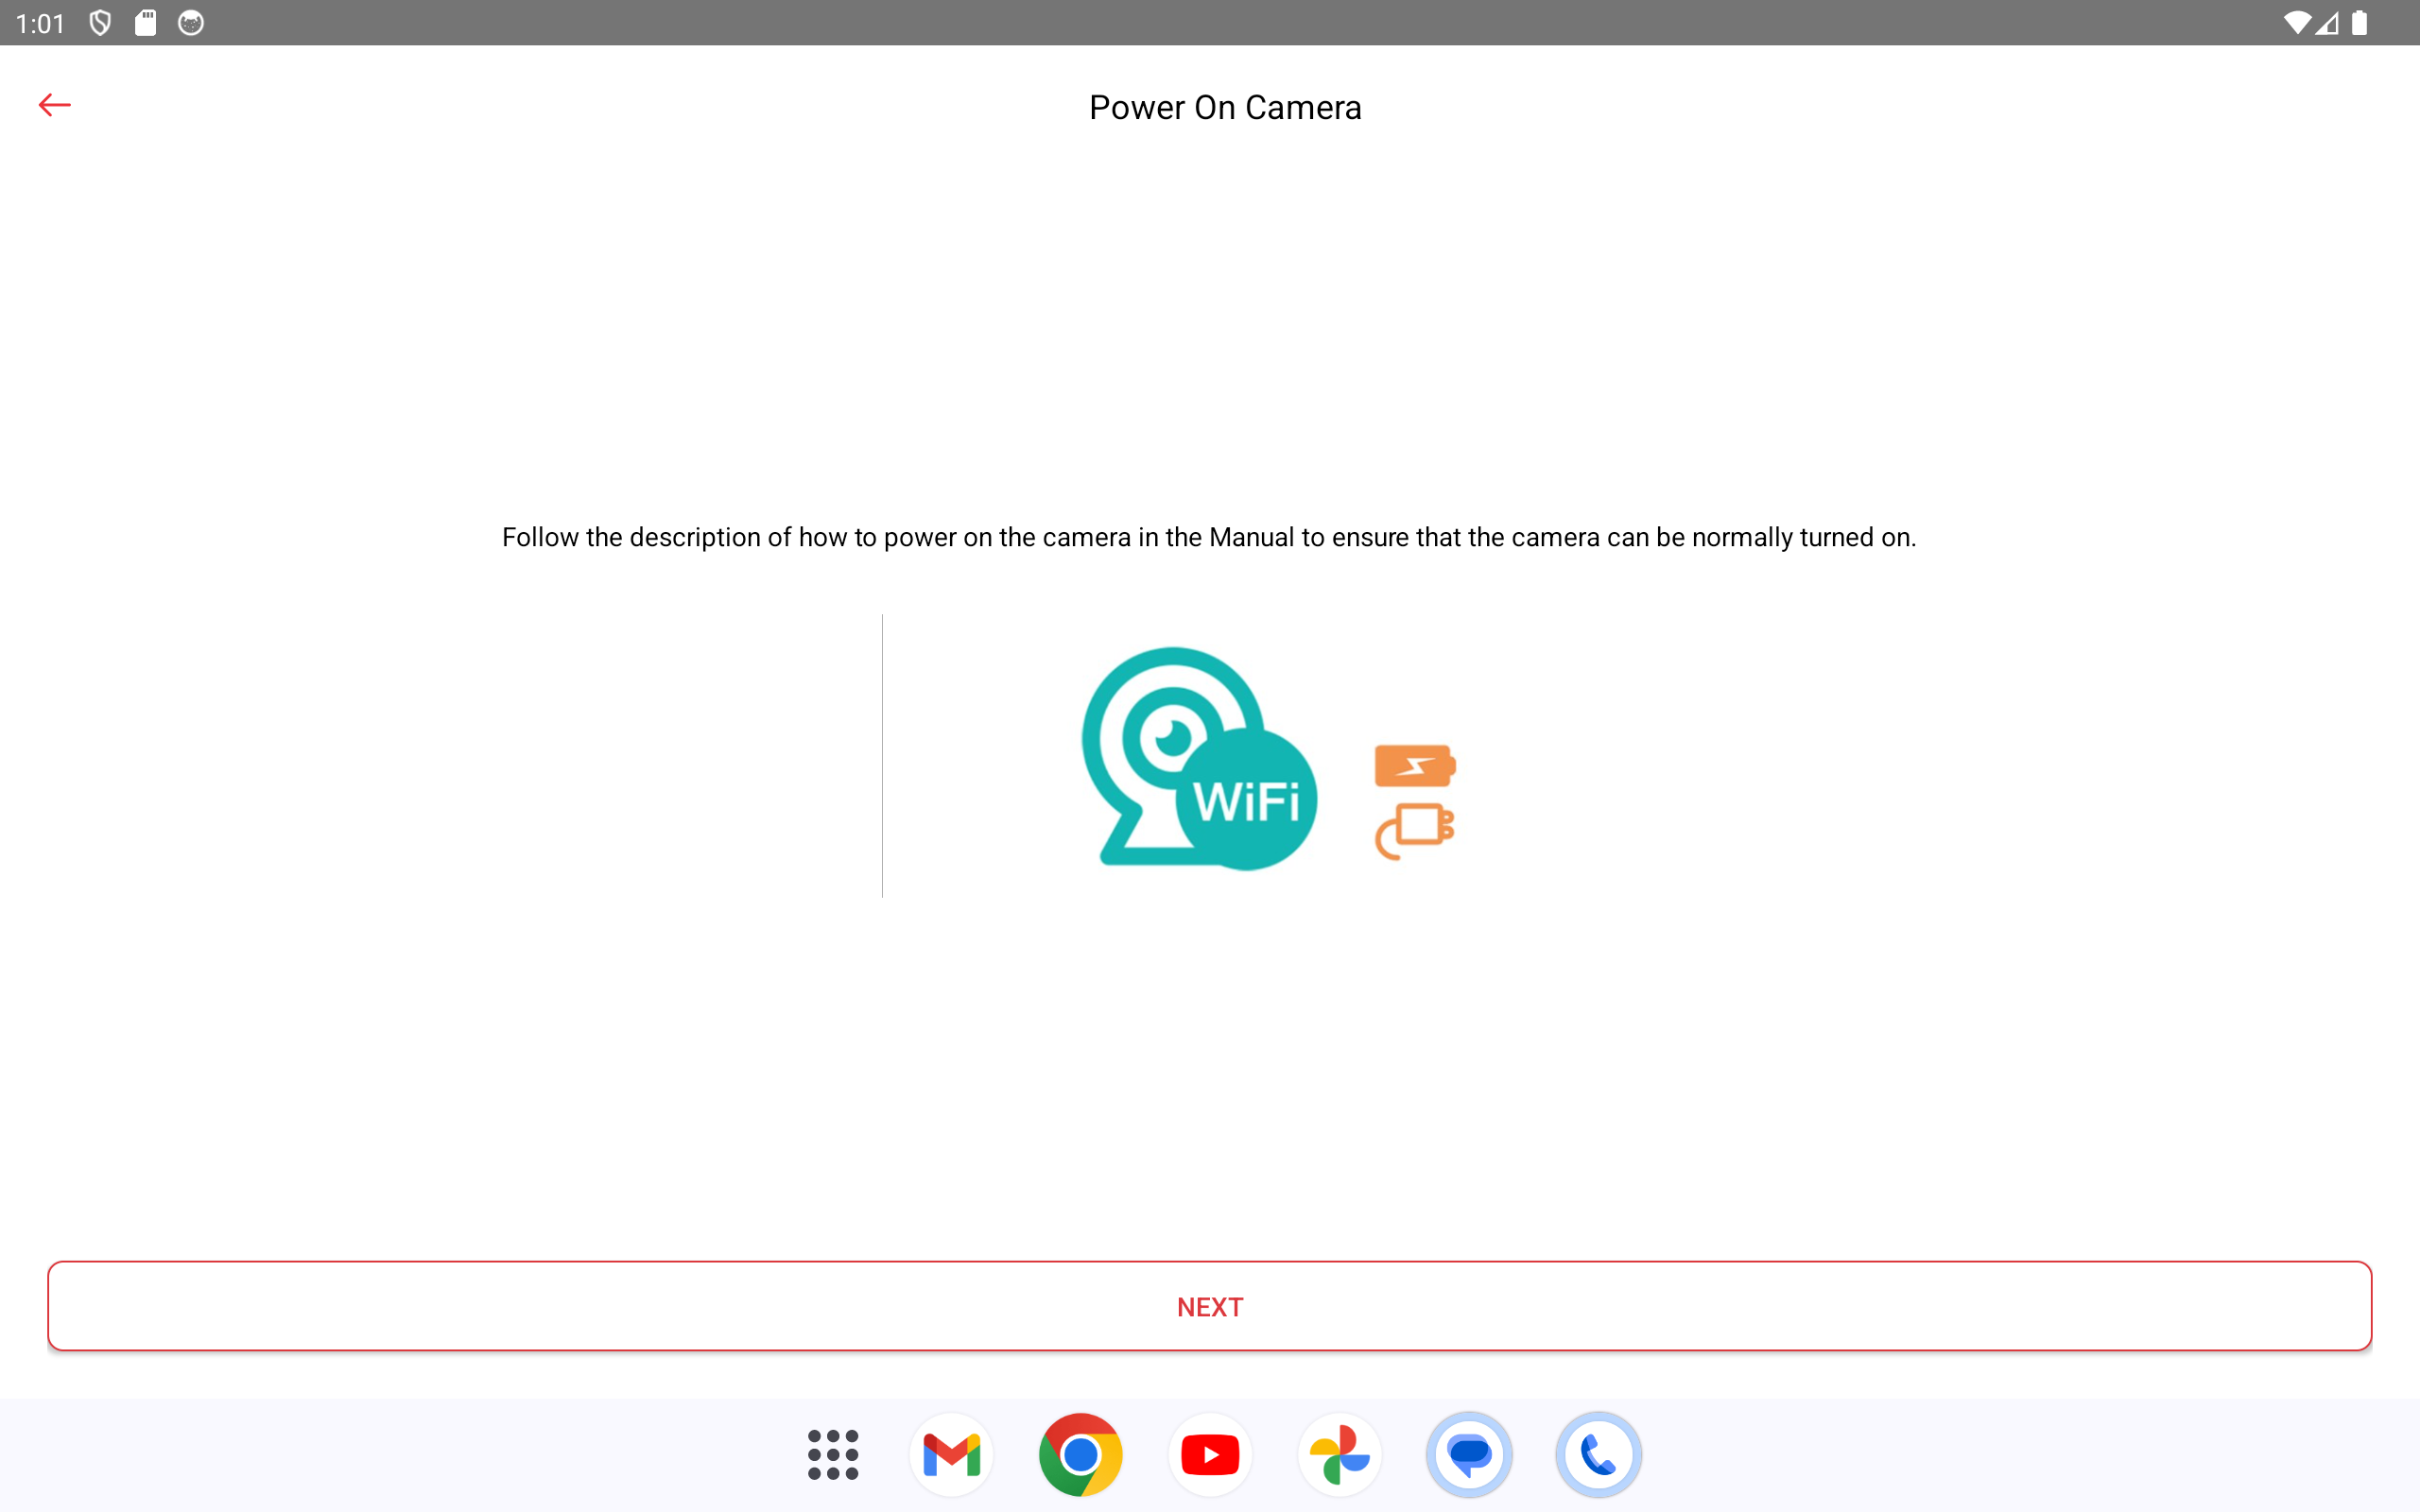 1:01
Power On Camera
Follow the description of how to power on the camera in the Manual to ensure that the camera can be normally turned on.
WiFi
NEXT